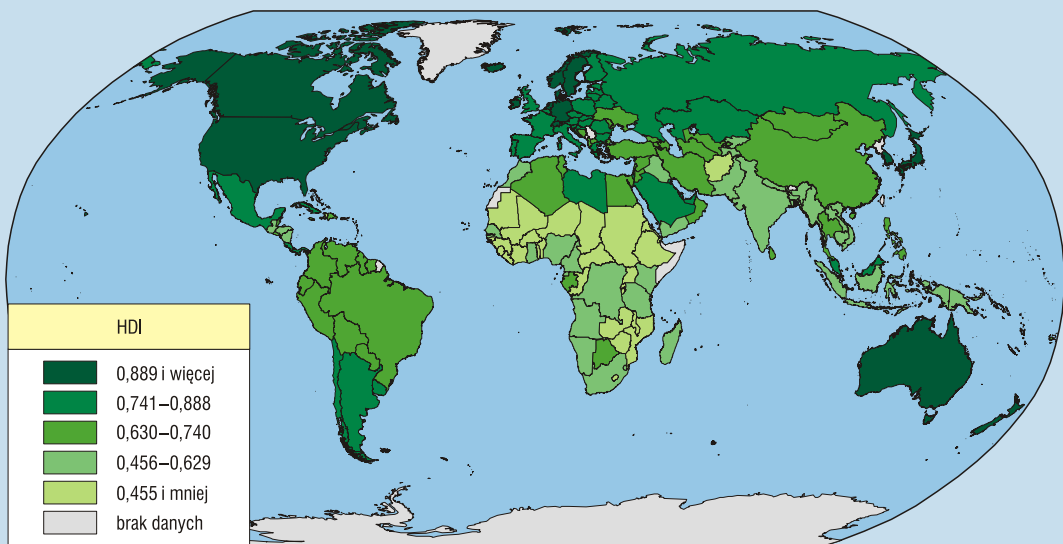 HDI
0,889 i więcej
0,741–0,888
0,630–0,740
0,456–0,629
0,455 i mniej
brak danych